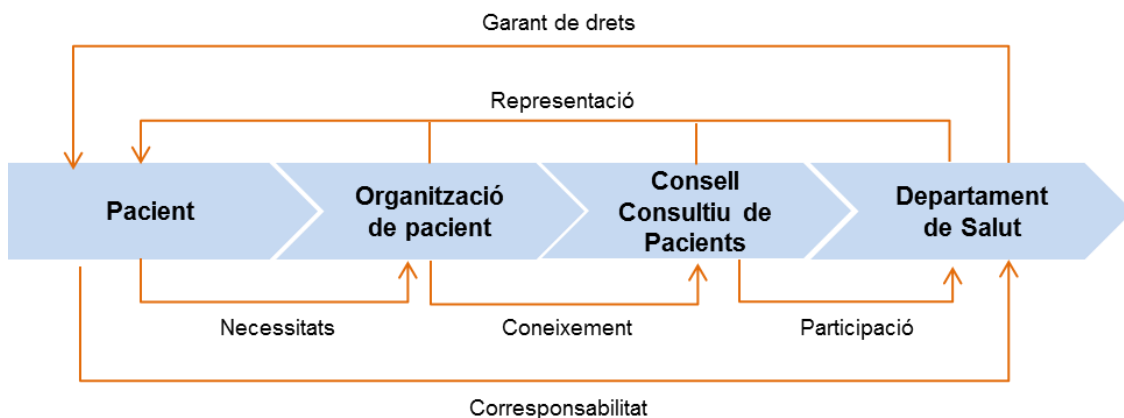 Garant de drets
Representació
Pacient
Organització
de pacient
Consell
Consultiu de
Pacients
Departament
de Salut
Necessitats
Coneixement
Participació
Corresponsabilitat